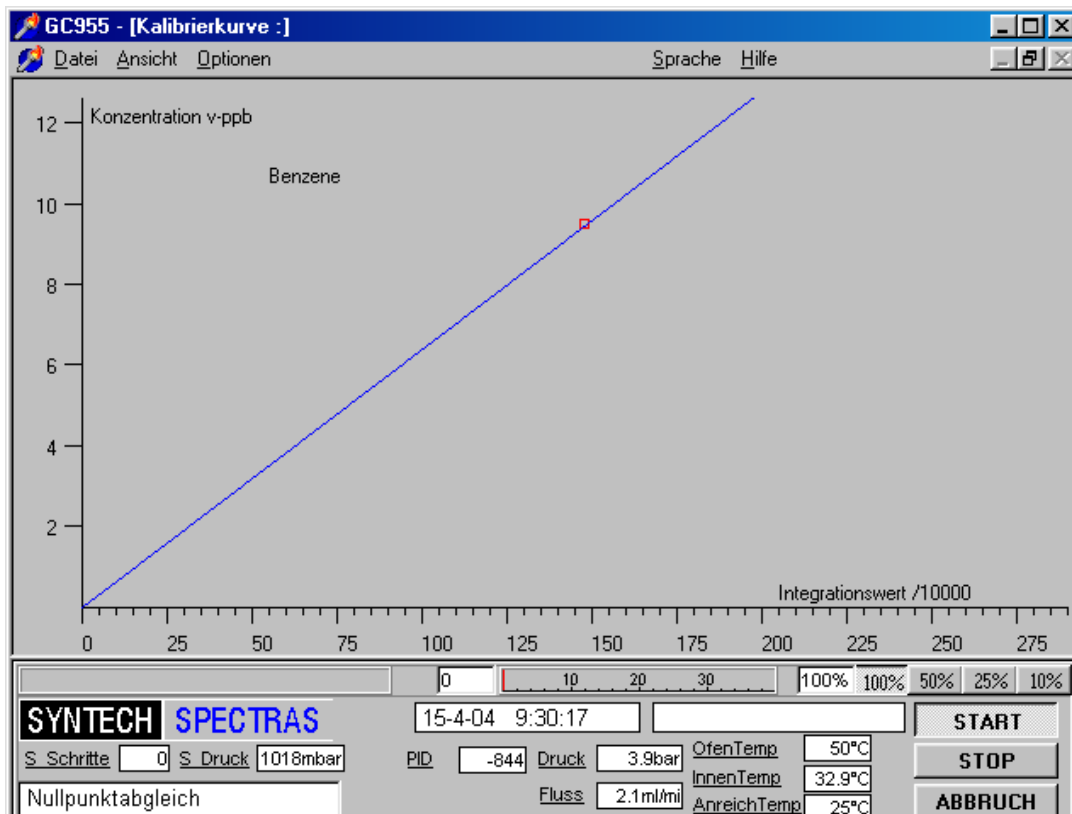 GC955 - [Kalibrierkurve :]
Datei Ansicht Optionen Sprache Hilfe
Konzentration v-ppb
Benzene
12
10
8
6
4
2
Integrationswert /10000
0 25 50 75 100 125 150 175 200 225 250 275
0 10 20 30 100% 100% 50% 25% 10%
SYNTECH SPECTRAS 15-4-04 9:30:17 START
S_Schritte 0 S_Druck 1018mbar PID -844 Druck 3.9bar OfenTemp 50°C STOP
InnenTemp 32.9°C
Nullpunktabgleich Fluss 2.1ml/mi AnreichTemp 25°C ABBRUCH